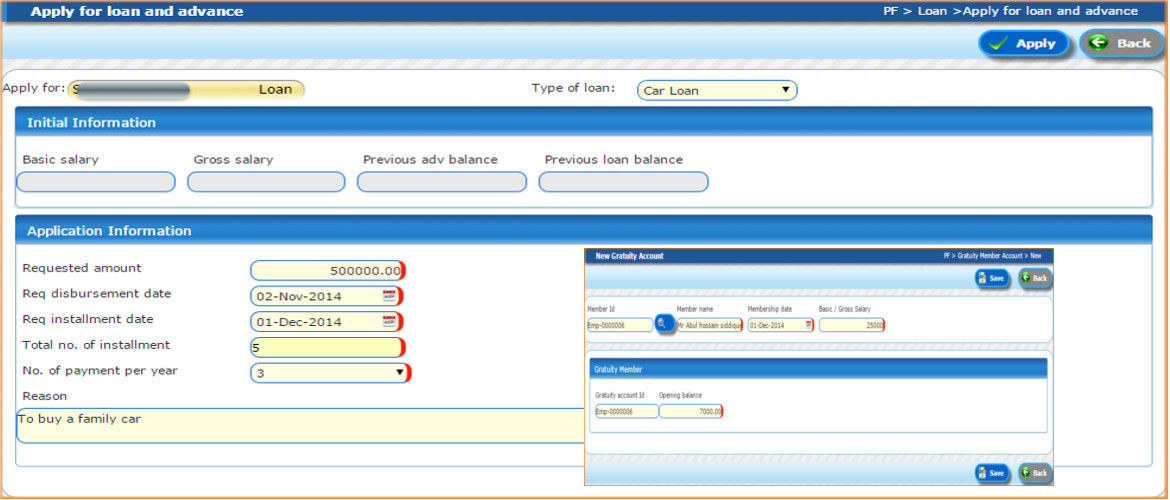 Apply for loan and advance PF > Loan >Apply for loan and advance
Apply Back
Apply for: S Loan Type of loan: Car Loan
Initial Information
Basic salary Gross salary Previous adv balance Previous loan balance
Application Information
Requested amount 500000.00
Req disbursement date 02-Nov-2014
Req installment date 01-Dec-2014
Total no. of installment 5
No. of payment per year 3
Reason
To buy a family car
New Gratuity Account PF > Gratuity Member Account > New
Save Back
Member Id Member name Membership date Basic / Gross Salary
Emp-0000006 Mr Abul hossain siddique 01-Dec-2014 25000
Gratuity Member
Gratuity account Id Opening balance
Emp-0000006 7000.00
Save Back